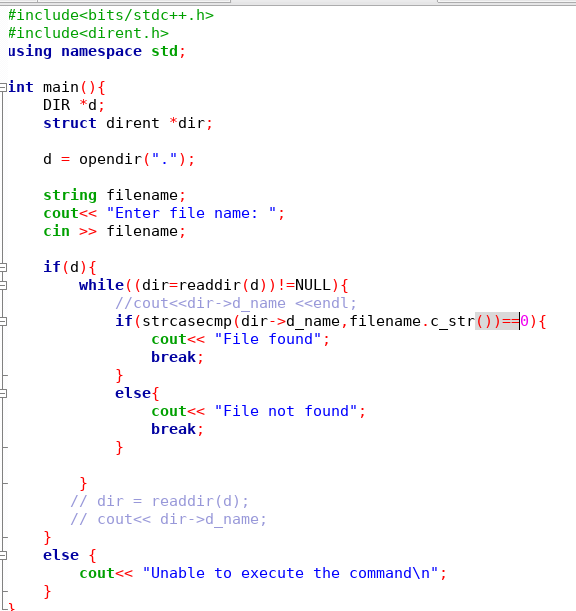 #include<bits/stdc++.h>
#include<dirent.h>
using namespace std;
int main(){
DIR *d;
struct dirent *dir;
d = opendir(".");
string filename;
cout<< "Enter file name: ";
cin >> filename;
if(d){
while((dir=readdir(d))!=NULL){
//cout<<dir->d_name <<endl;
if(strcasecmp(dir->d_name,filename.c_str())==0){
cout<< "File found";
break;
}
else{
cout<< "File not found";
break;
}
}
// dir = readdir(d);
// cout<< dir->d_name;
}
else {
cout<< "Unable to execute the command\n";
}
}